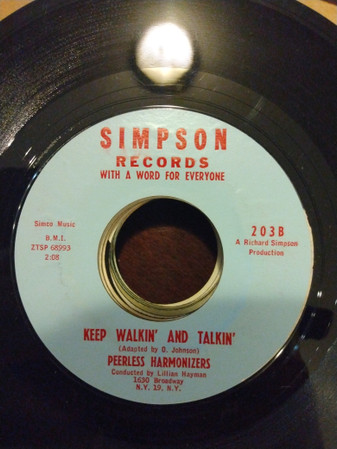 SIMPSON
RECORDS
WITH A WORD FOR EVERYONE
Simco Music
B.M.I.
ZTSP 68993
2:08
203B
A Richard Simpson
Production
KEEP WALKIN' AND TALKIN'
(Adapted by D. Johnson)
PEERLESS HARMONIZERS
Conducted by Lillian Hayman
1630 Broadway
N.Y. 19, N.Y.